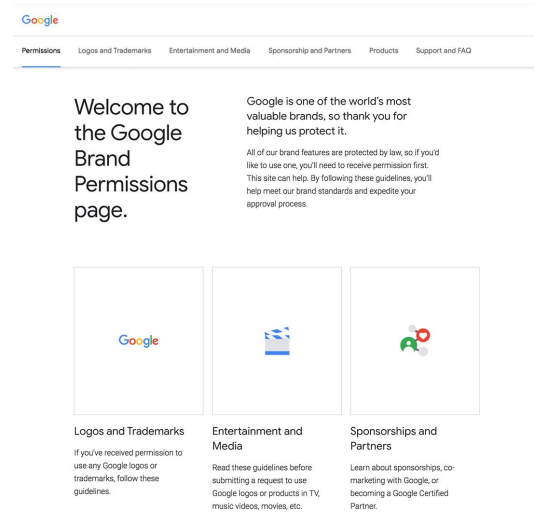 Google
Permissions Logos and Trademarks Entertainment and Media Sponsorship and Partners Products Support and FAQ
Welcome to
the Google
Brand
Permissions
page.
Google is one of the world's most
valuable brands, so thank you for
helping us protect it.
All of our brand features are protected by law, so if you'd
like to use one, you'll need to receive permission first.
This site can help. By following these guidelines, you'll
help meet our brand standards and expedite your
approval process.
Google
Logos and Trademarks
If you've received permission to
use any Google logos or
trademarks, follow these
guidelines.
Entertainment and
Media
Read these guidelines before
submitting a request to use
Google logos or products in TV,
music videos, movies, etc.
Sponsorships and
Partners
Learn about sponsorships, co-
marketing with Google, or
becoming a Google Certified
Partner.